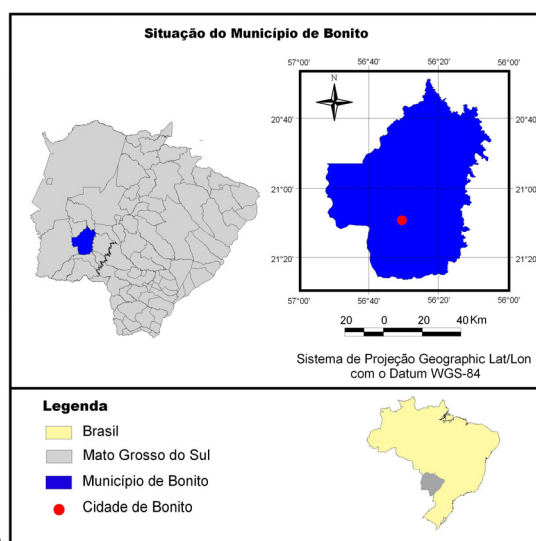 Situação do Município de Bonito
57°00' 56°40' 56°20' 56°00'
N
20°40' 20°40'
21°00' 21°00'
21°20' 21°20'
57°00' 56°40' 56°20' 56°00'
20 0 20 40 Km
Sistema de Projeção Geographic Lat/Lon
com o Datum WGS-84
Legenda
Brasil
Mato Grosso do Sul
Município de Bonito
Cidade de Bonito